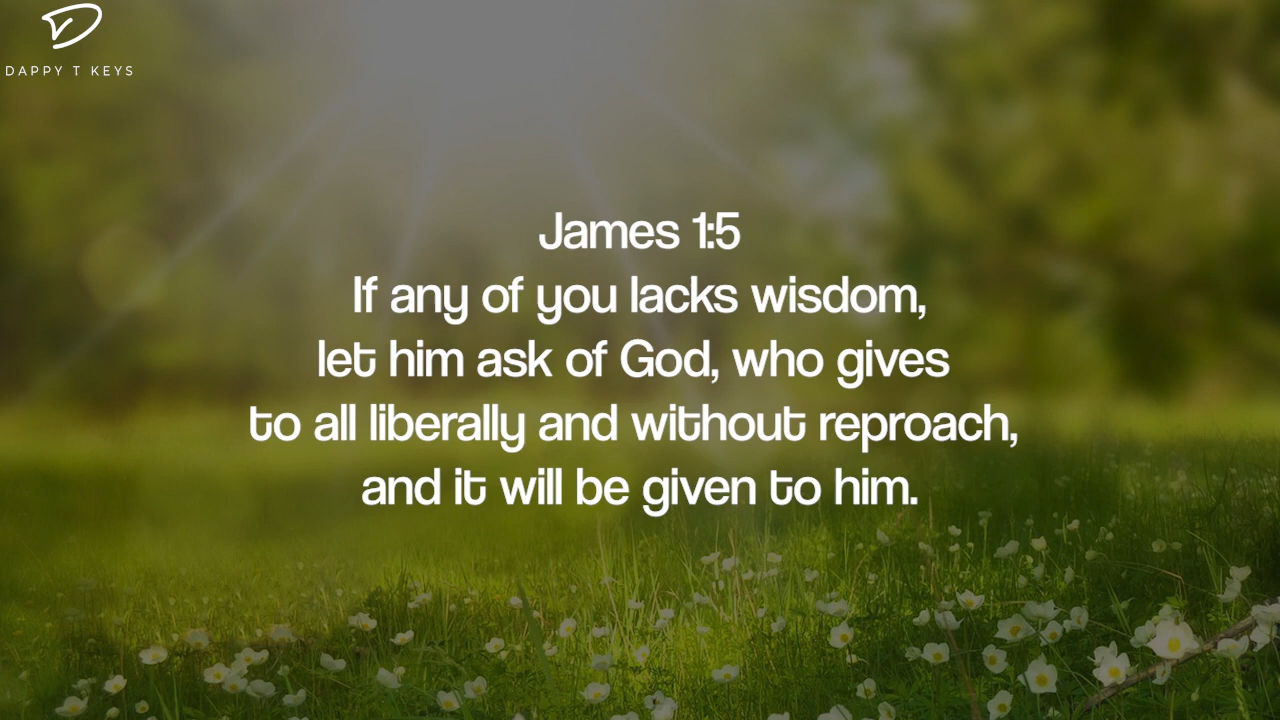 DAPPY T KEYS
James 1:5
If any of you lacks wisdom,
let him ask of God, who gives
to all liberally and without reproach,
and it will be given to him.